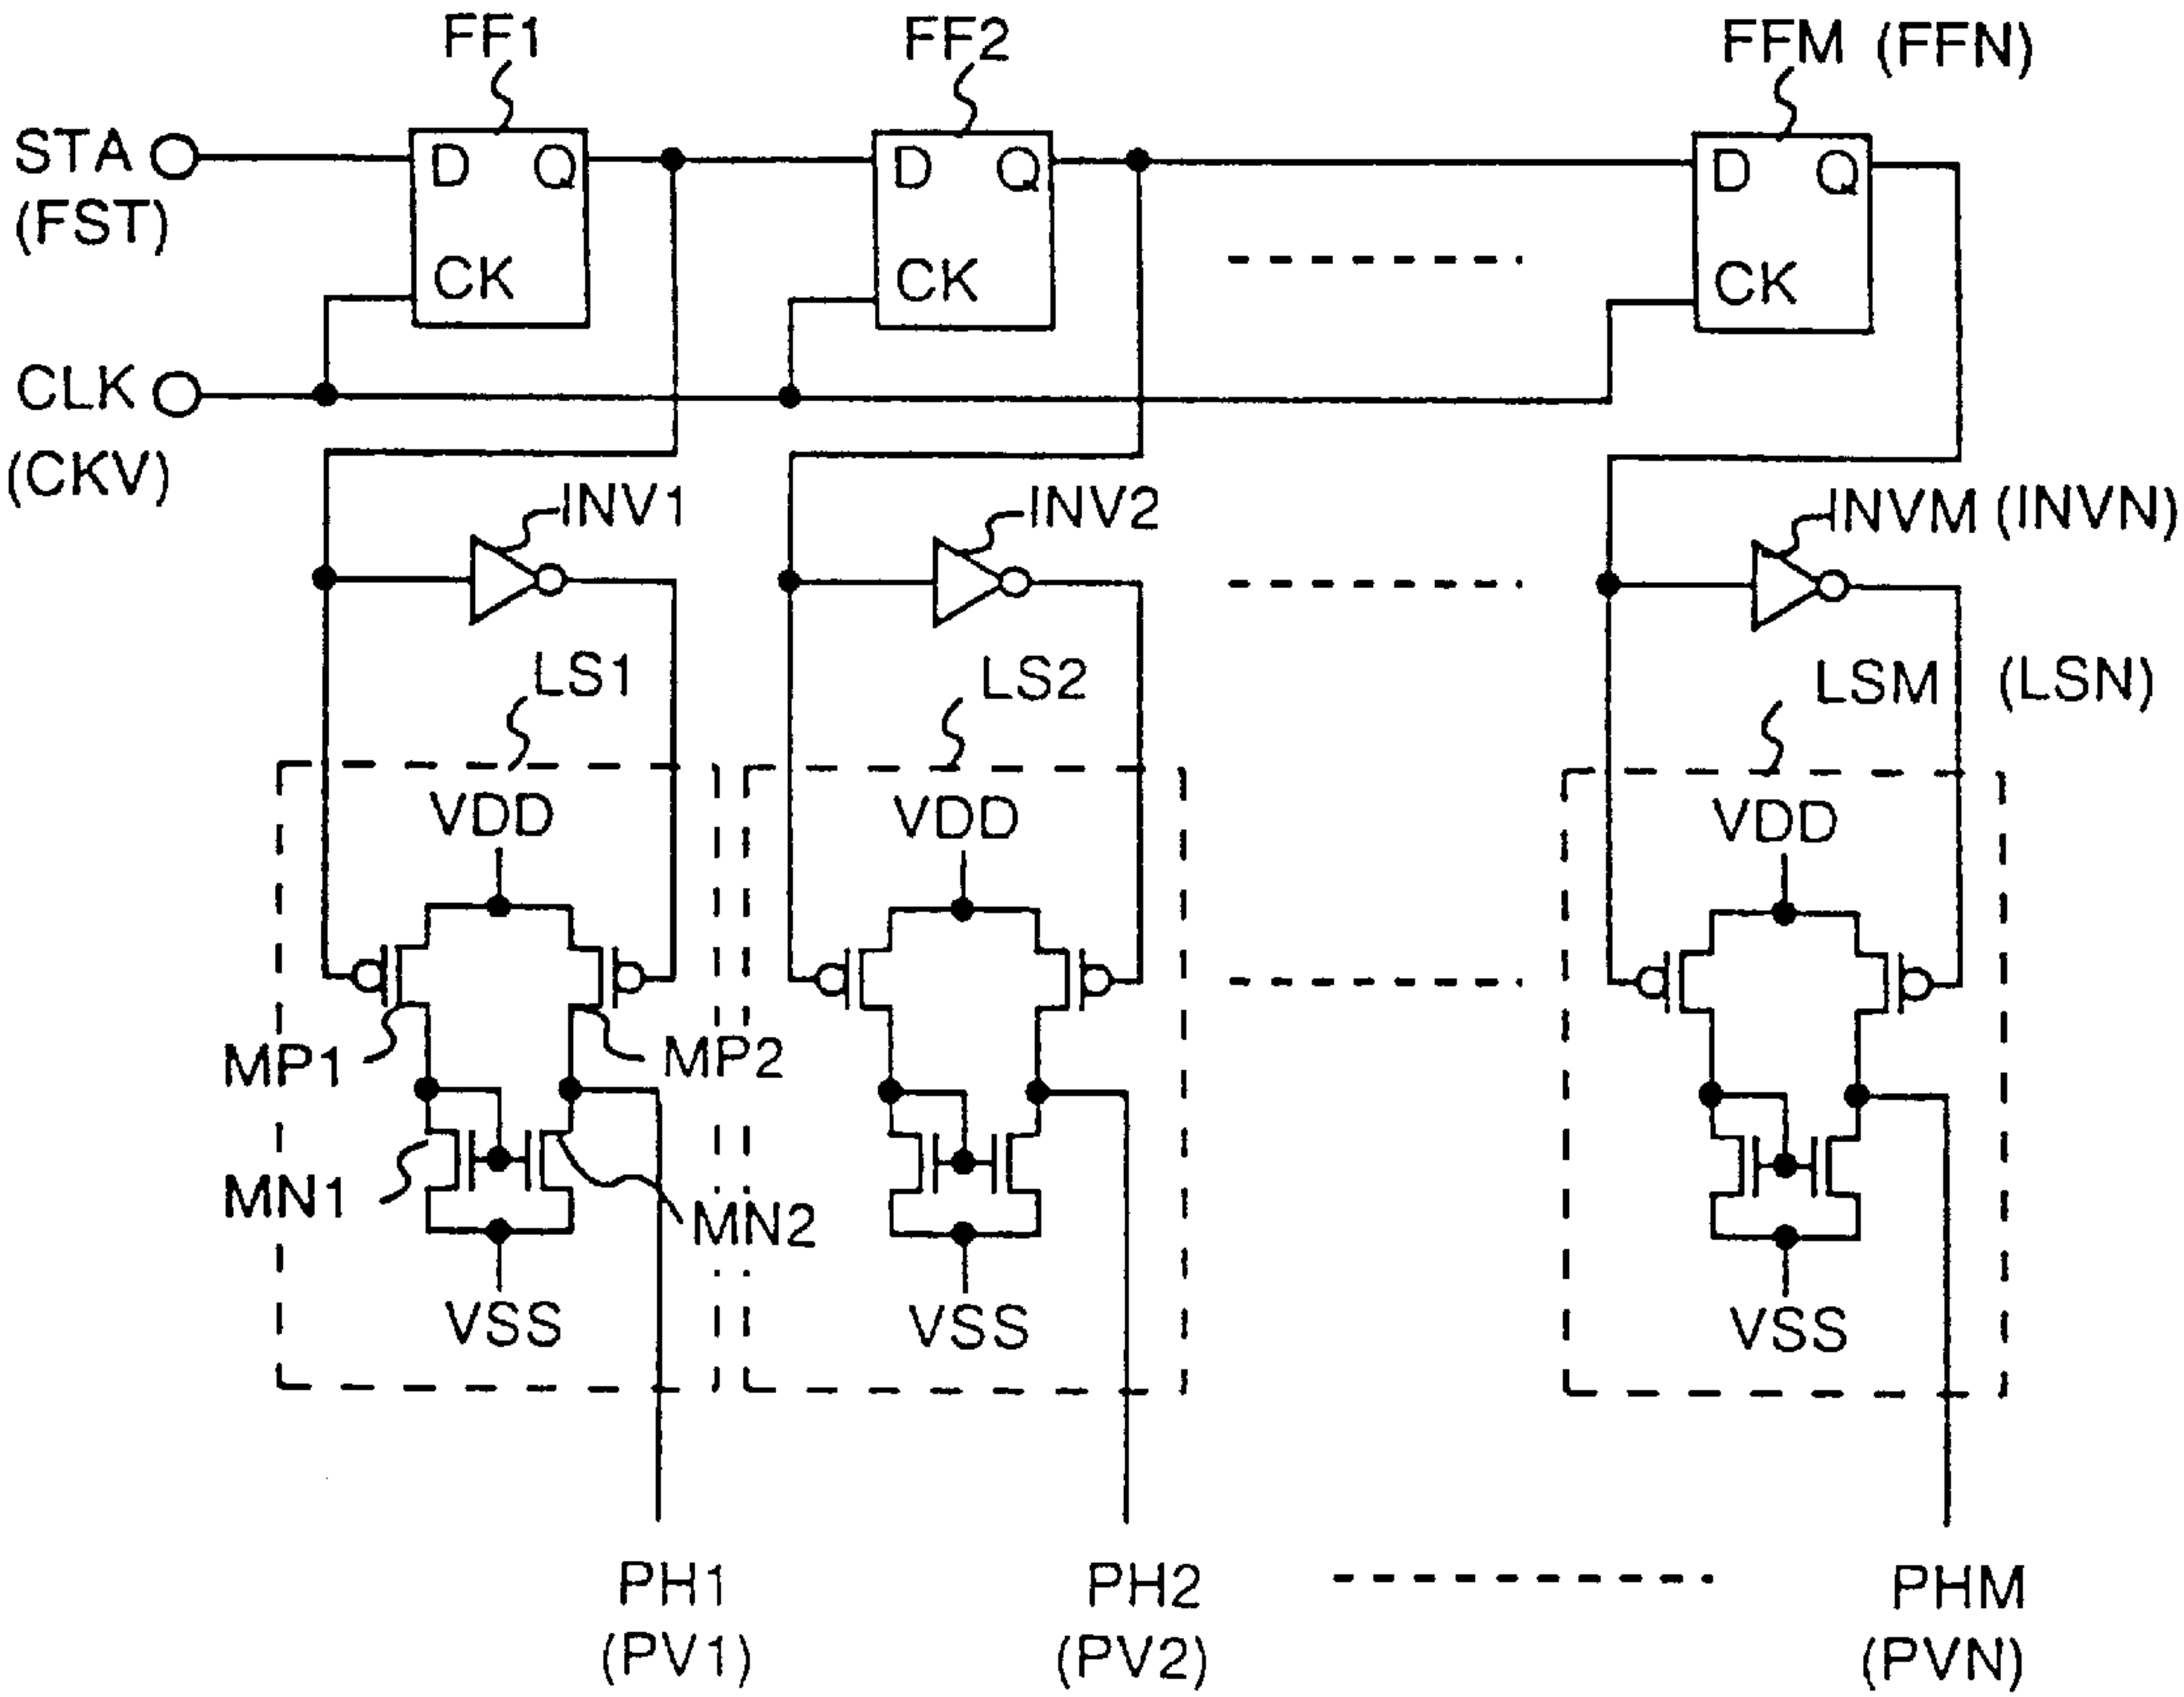 FF1 FF2 FFM (FFN)
STA D Q D Q D Q
(FST)
CK CK CK
CLK
(CKV)
INV1 INV2 INVM (INVN)
LS1 LS2 LSM (LSN)
VDD VDD VDD
MP1 MP2
MN1 MN2
VSS VSS VSS
PH1 PH2 PHM
(PV1) (PV2) (PVN)